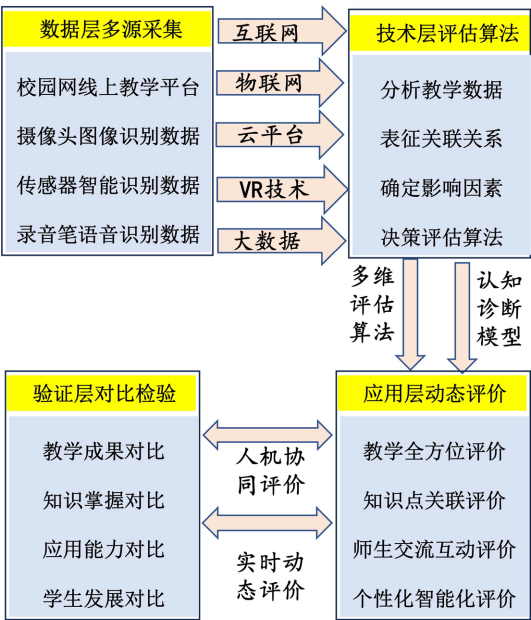 数据层多源采集
校园网线上教学平台
摄像头图像识别数据
传感器智能识别数据
录音笔语音识别数据
互联网
物联网
云平台
VR技术
大数据
技术层评估算法
分析教学数据
表征关联关系
确定影响因素
决策评估算法
多维
评估
算法
认知
诊断
模型
验证层对比检验
教学成果对比
知识掌握对比
应用能力对比
学生发展对比
人机协
同评价
实时动
态评价
应用层动态评价
教学全方位评价
知识点关联评价
师生交流互动评价
个性化智能化评价